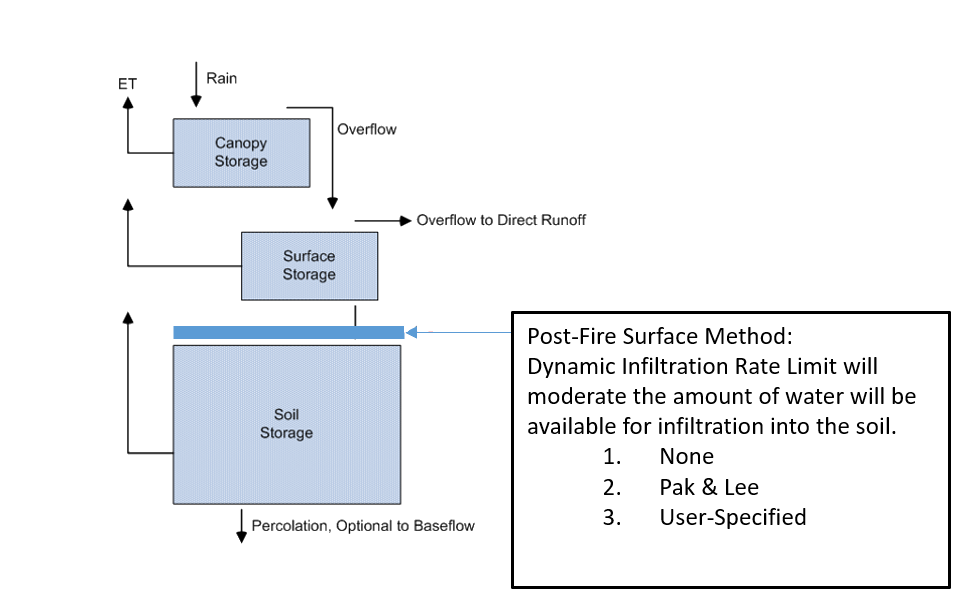 ET
Rain
Canopy
Storage
Overflow
Overflow to Direct Runoff
Surface
Storage
Post-Fire Surface Method:
Dynamic Infiltration Rate Limit will
moderate the amount of water will be
available for infiltration into the soil.
1. None
2. Pak & Lee
3. User-Specified
Soil
Storage
Percolation, Optional to Baseflow